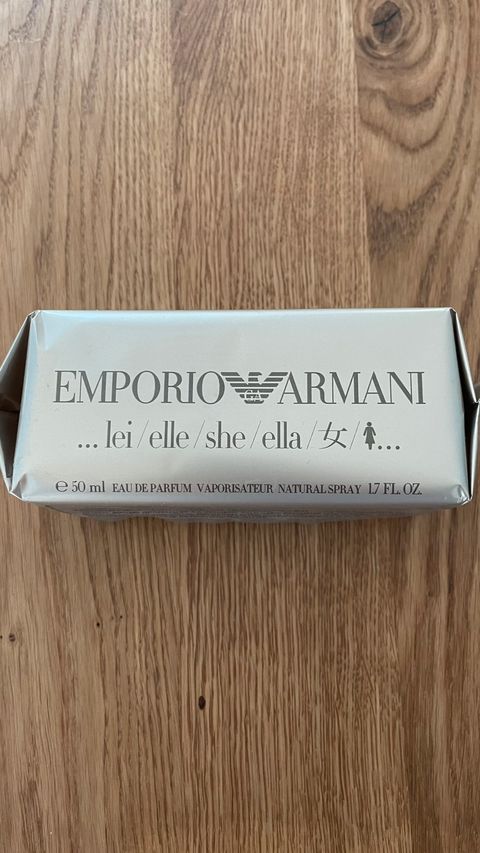 EMPORIO GA ARMANI
... lei/elle/she/ella/女/...
e 50 ml EAU DE PARFUM VAPORISATEUR NATURAL SPRAY 1.7 FL. OZ.